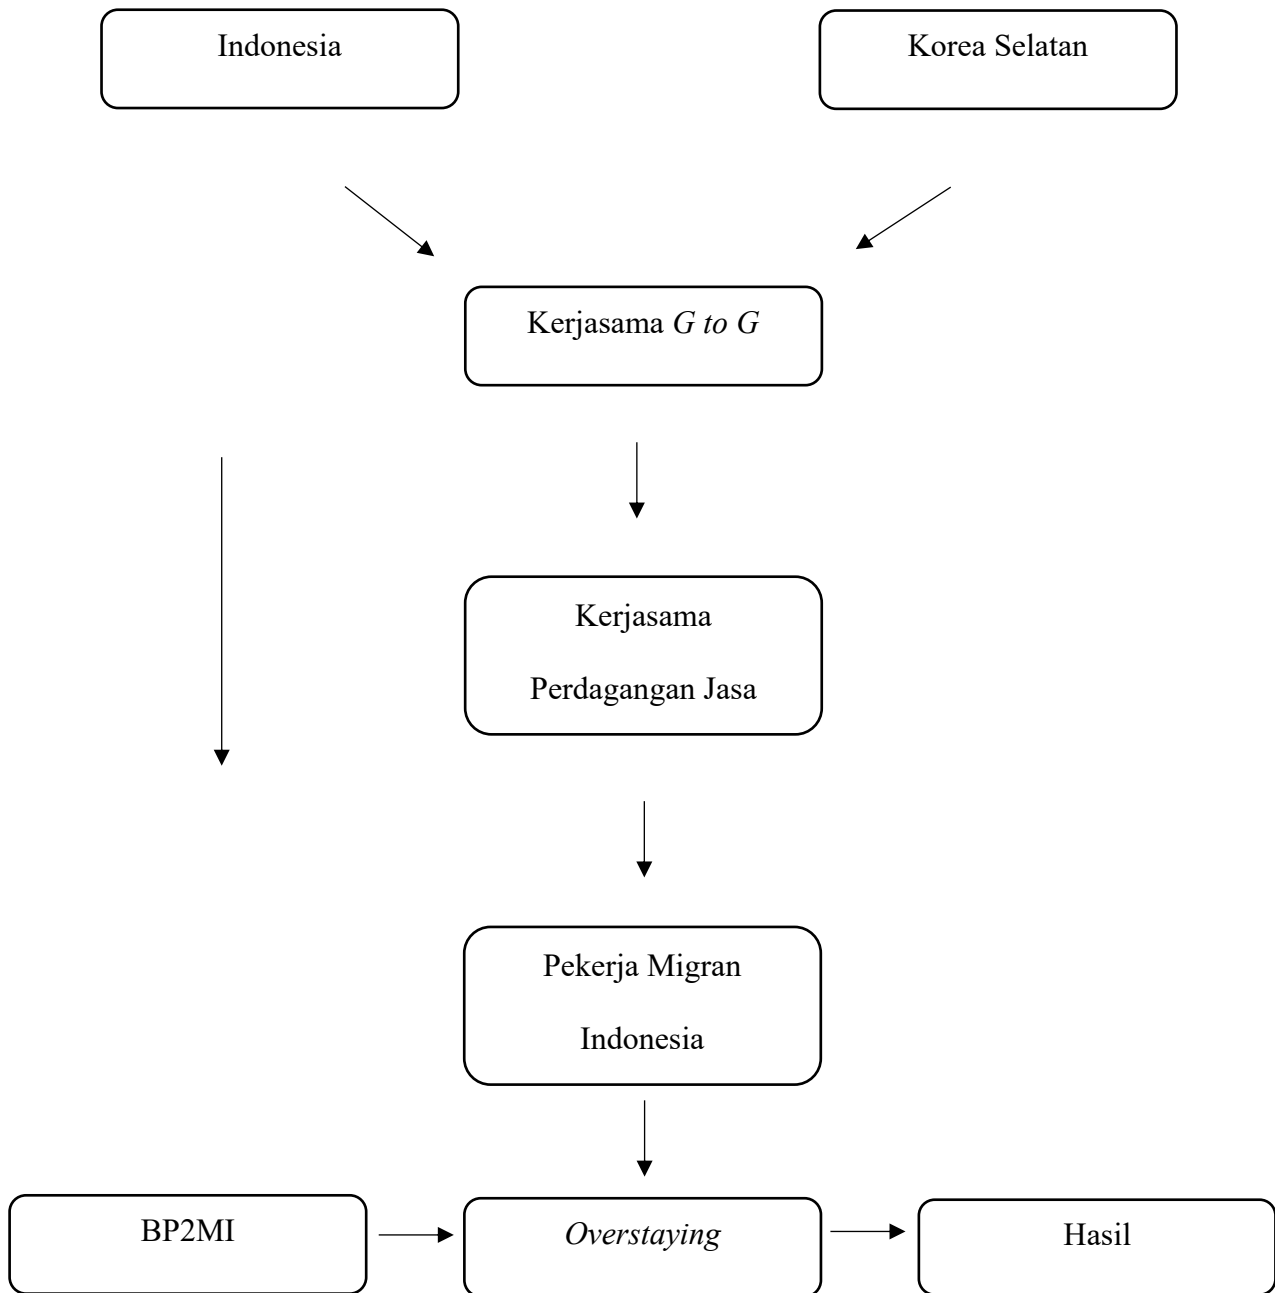 Indonesia
Korea Selatan
Kerjasama G to G
Kerjasama
Perdagangan Jasa
Pekerja Migran
Indonesia
BP2MI
Overstaying
Hasil